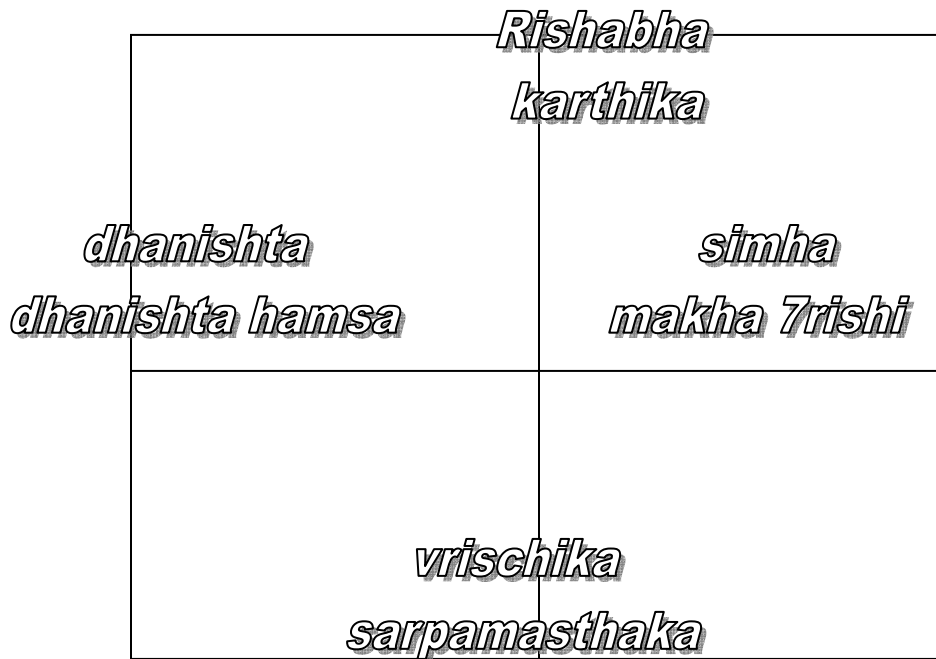 Rishabha
karthika
dhanishta
dhanishta hamsa
simha
makha 7rishi
vrischika
sarpamasthaka